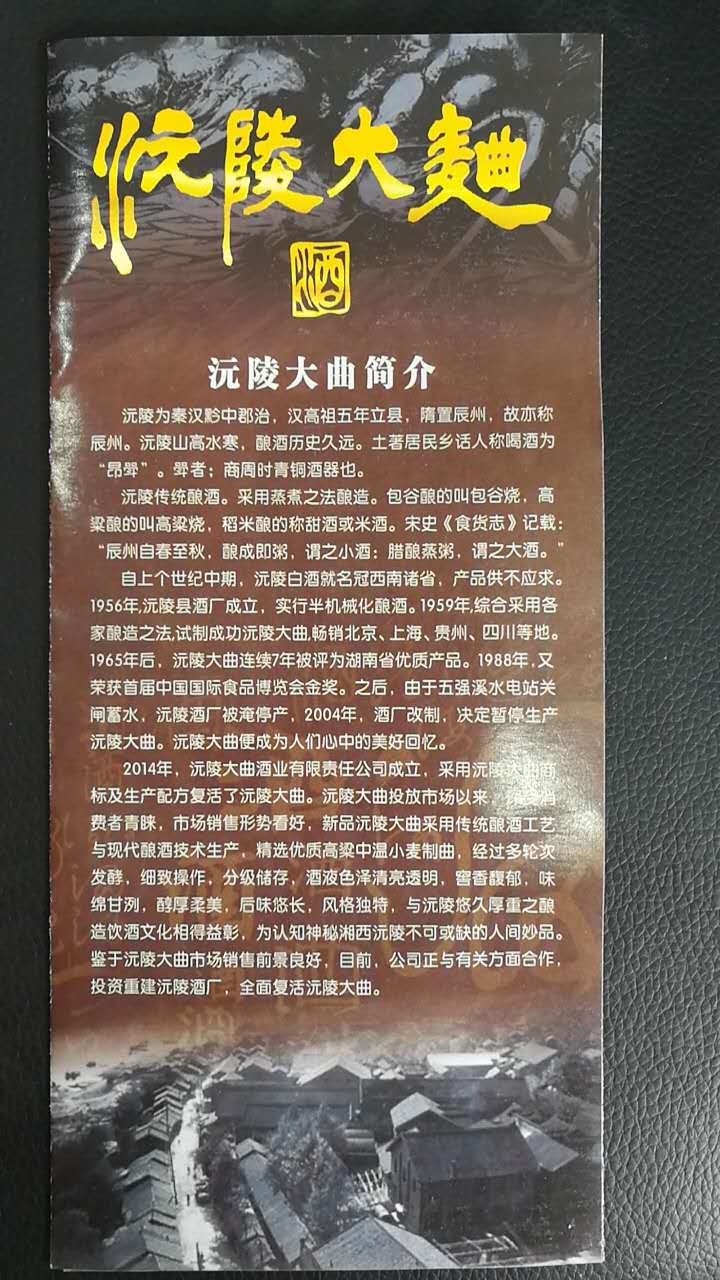 沅陵大麯
酒
沅陵大曲简介
沅陵为秦汉黔中郡治，汉高祖五年立县，隋置辰州，故亦称
辰州。沅陵山高水寒，酿酒历史久远。土著居民乡话人称喝酒为
“昂斝”。斝者；商周时青铜酒器也。
沅陵传统酿酒。采用蒸煮之法酿造。包谷酿的叫包谷烧，高
粱酿的叫高粱烧，稻米酿的称甜酒或米酒。宋史《食货志》记载：
“辰州自春至秋，酿成即粥，谓之小酒；腊酿蒸粥，谓之大酒。”
自上个世纪中期，沅陵白酒就名冠西南诸省，产品供不应求。
1956年,沅陵县酒厂成立，实行半机械化酿酒。1959年,综合采用各
家酿造之法,试制成功沅陵大曲,畅销北京、上海、贵州、四川等地。
1965年后，沅陵大曲连续7年被评为湖南省优质产品。1988年,又
荣获首届中国国际食品博览会金奖。之后，由于五强溪水电站关
闸蓄水，沅陵酒厂被淹停产，2004年，酒厂改制，决定暂停生产
沅陵大曲。沅陵大曲便成为人们心中的美好回忆。
2014年，沅陵大曲酒业有限责任公司成立，采用沅陵大曲商
标及生产配方复活了沅陵大曲。沅陵大曲投放市场以来，消
费者青睐，市场销售形势看好，新品沅陵大曲采用传统酿酒工艺
与现代酿酒技术生产，精选优质高粱中温小麦制曲，经过多轮次
发酵，细致操作，分级储存，酒液色泽清亮透明，窖香馥郁，味
绵甘冽，醇厚柔美，后味悠长，风格独特，与沅陵悠久厚重之酿
造饮酒文化相得益彰，为认知神秘湘西沅陵不可或缺的人间妙品。
鉴于沅陵大曲市场销售前景良好，目前，公司正与有关方面合作，
投资重建沅陵酒厂，全面复活沅陵大曲。